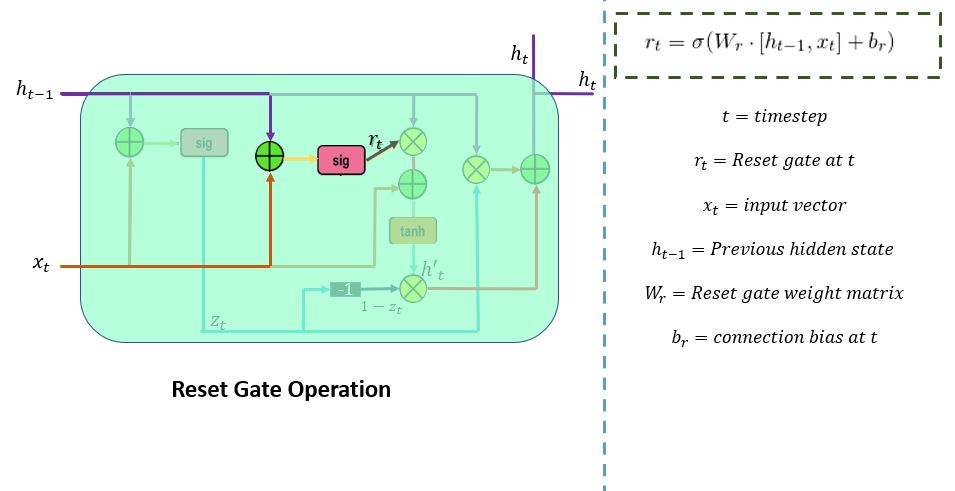 h_t
h_t
h_{t-1}
sig
sig
r_t
tanh
x_t
h'_t
-1
1 - z_t
z_t
Reset Gate Operation
r_t = σ(W_r · [h_{t-1}, x_t] + b_r)
t = timestep
r_t = Reset gate at t
x_t = input vector
h_{t-1} = Previous hidden state
W_r = Reset gate weight matrix
b_r = connection bias at t